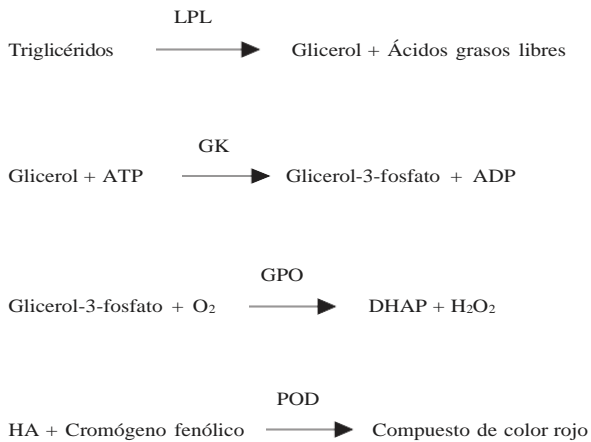 LPL
Triglicéridos Glicerol + Ácidos grasos libres
GK
Glicerol + ATP Glicerol-3-fosfato + ADP
GPO
Glicerol-3-fosfato + O₂ DHAP + H₂O₂
POD
HA + Cromógeno fenólico Compuesto de color rojo